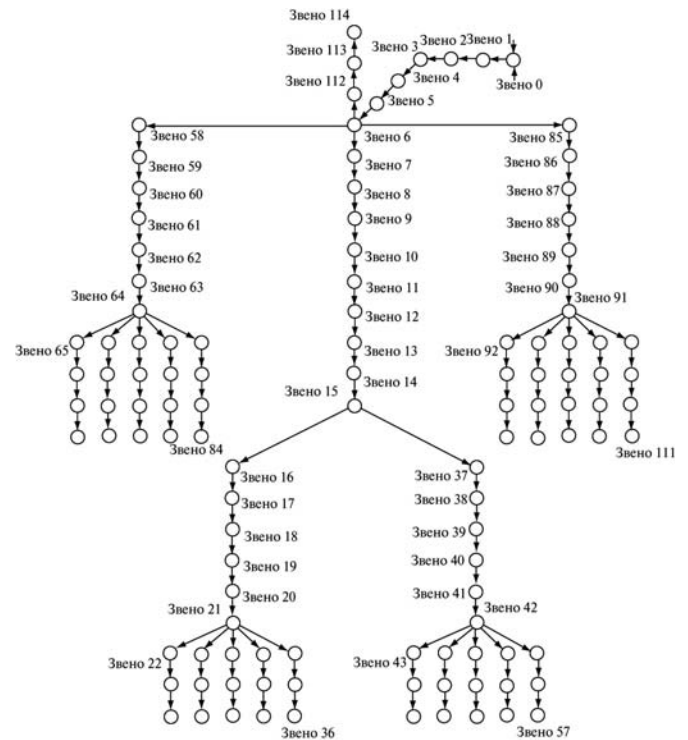 Звено 114
Звено 113
Звено 112
Звено 3
Звено 2
Звено 1
Звено 4
Звено 0
Звено 5
Звено 58
Звено 6
Звено 85
Звено 59
Звено 7
Звено 86
Звено 60
Звено 8
Звено 87
Звено 61
Звено 9
Звено 88
Звено 62
Звено 10
Звено 89
Звено 64
Звено 63
Звено 11
Звено 90
Звено 91
Звено 12
Звено 65
Звено 13
Звено 92
Звено 15
Звено 14
Звено 84
Звено 111
Звено 16
Звено 37
Звено 17
Звено 38
Звено 18
Звено 39
Звено 19
Звено 40
Звено 20
Звено 41
Звено 21
Звено 42
Звено 22
Звено 43
Звено 36
Звено 57